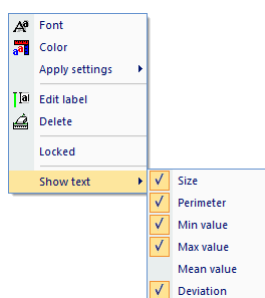 Font
Color
Apply settings
Edit label
Delete
Locked
Show text
Size
Perimeter
Min value
Max value
Mean value
Deviation